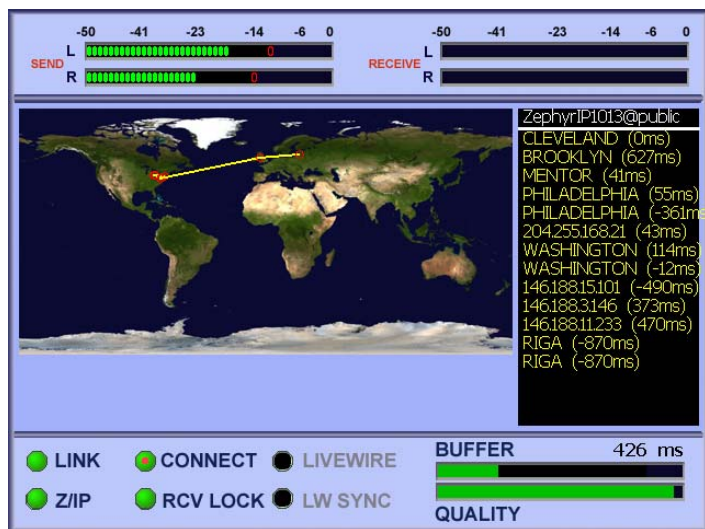 -50 -41 -23 -14 -6 0 -50 -41 -23 -14 -6 0
L L
SEND RECEIVE
R R
ZephyrIP1013@public
CLEVELAND (0ms)
BROOKLYN (627ms)
MENTOR (41ms)
PHILADELPHIA (55ms)
PHILADELPHIA (-361ms
204.255.168.21 (43ms)
WASHINGTON (114ms)
WASHINGTON (-12ms)
146.188.15.101 (-490ms)
146.188.3.146 (373ms)
146.188.11.233 (470ms)
RIGA (-870ms)
RIGA (-870ms)
LINK CONNECT LIVEWIRE
BUFFER 426 ms
Z/IP RCV LOCK LW SYNC
QUALITY